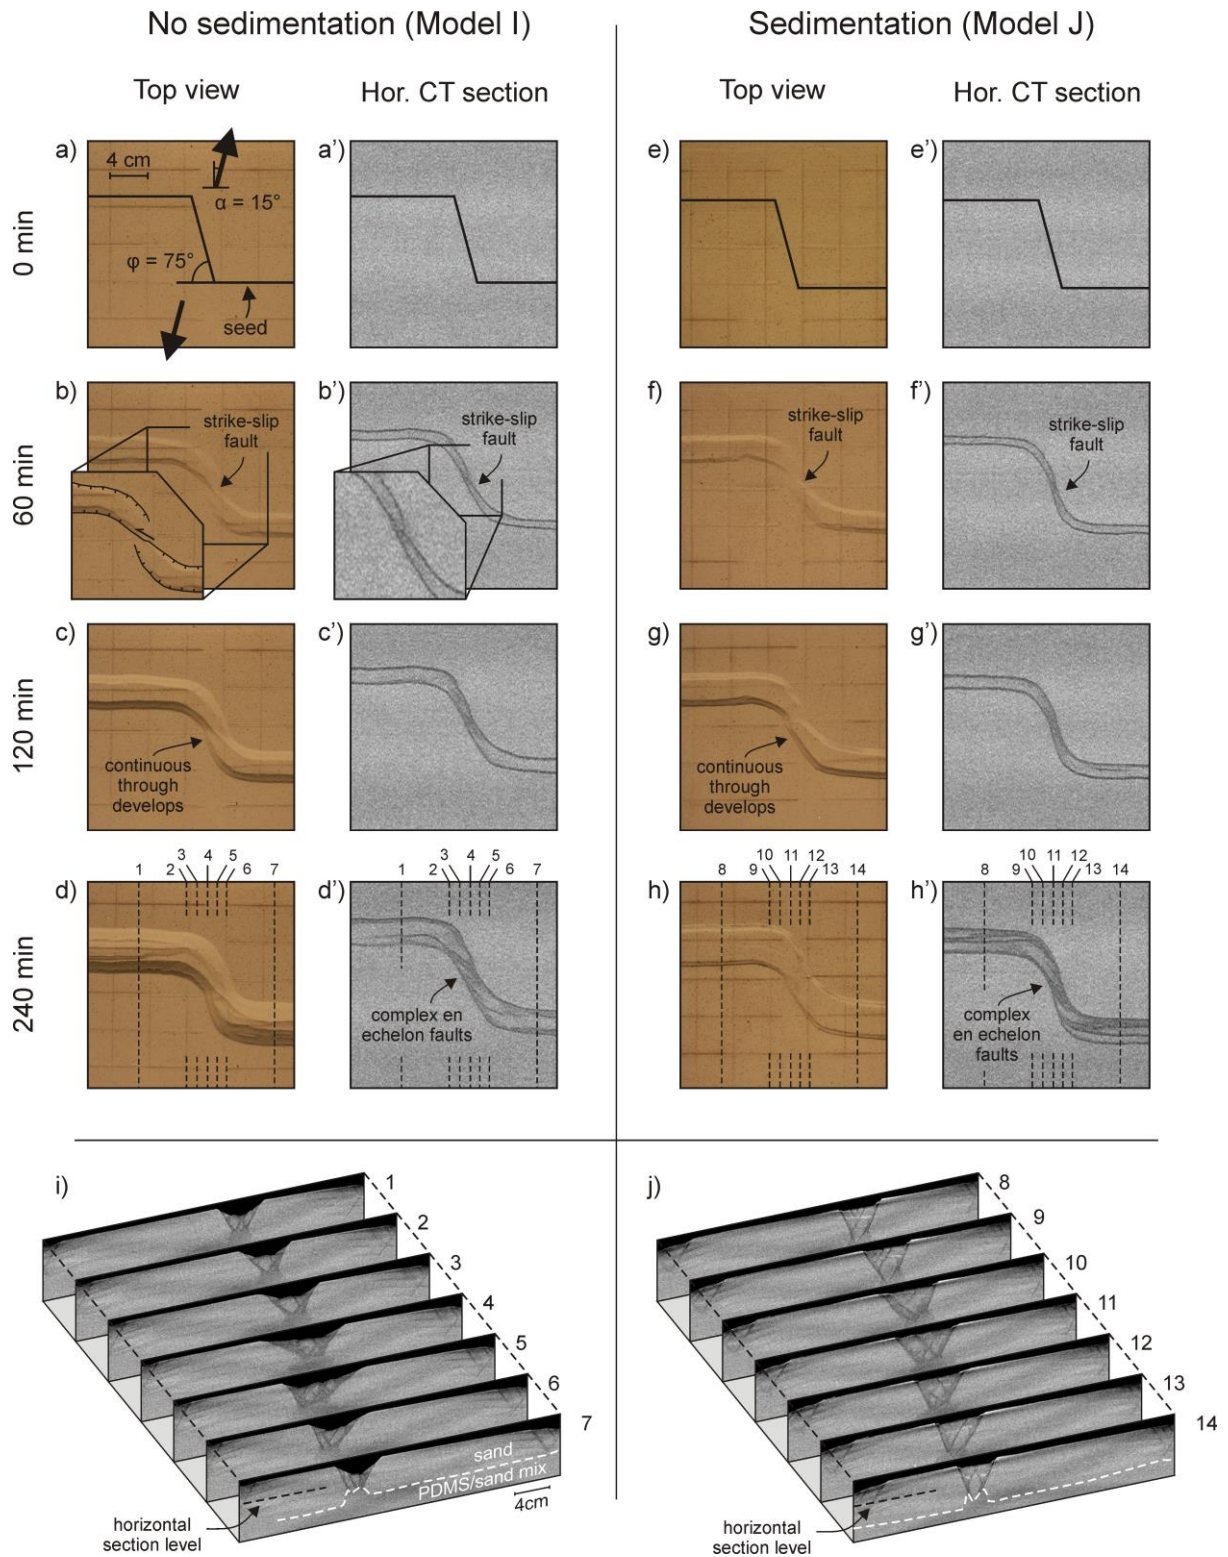 No sedimentation (Model I)
Sedimentation (Model J)
Top view
Hor. CT section
Top view
Hor. CT section
0 min
a)
4 cm
α = 15°
φ = 75°
seed
a')
e)
e')
60 min
b)
strike-slip
fault
b')
strike-slip
fault
f)
strike-slip
fault
f')
strike-slip
fault
120 min
c)
continuous
through
develops
c')
g)
continuous
through
develops
g')
240 min
d)
1 2 3 4 5 6 7
d')
1 2 3 4 5 6 7
complex en
echelon faults
h)
8 9 10 11 12 13 14
h')
8 9 10 11 12 13 14
complex
en echelon
faults
i)
1
2
3
4
5
6
7
sand
PDMS/sand mix
4cm
horizontal
section level
j)
8
9
10
11
12
13
14
horizontal
section level